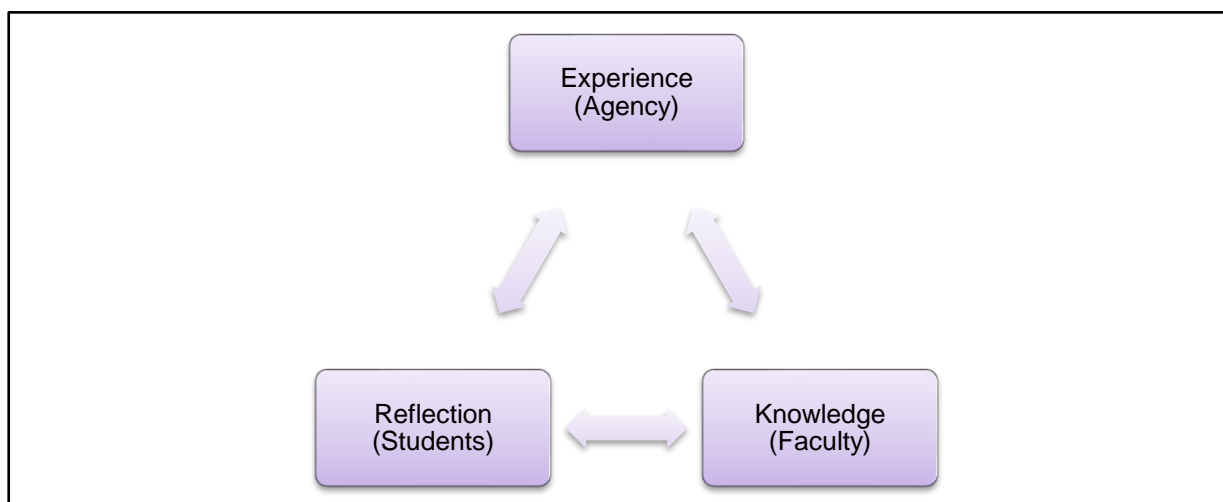 Experience
(Agency)
Reflection
(Students)
Knowledge
(Faculty)